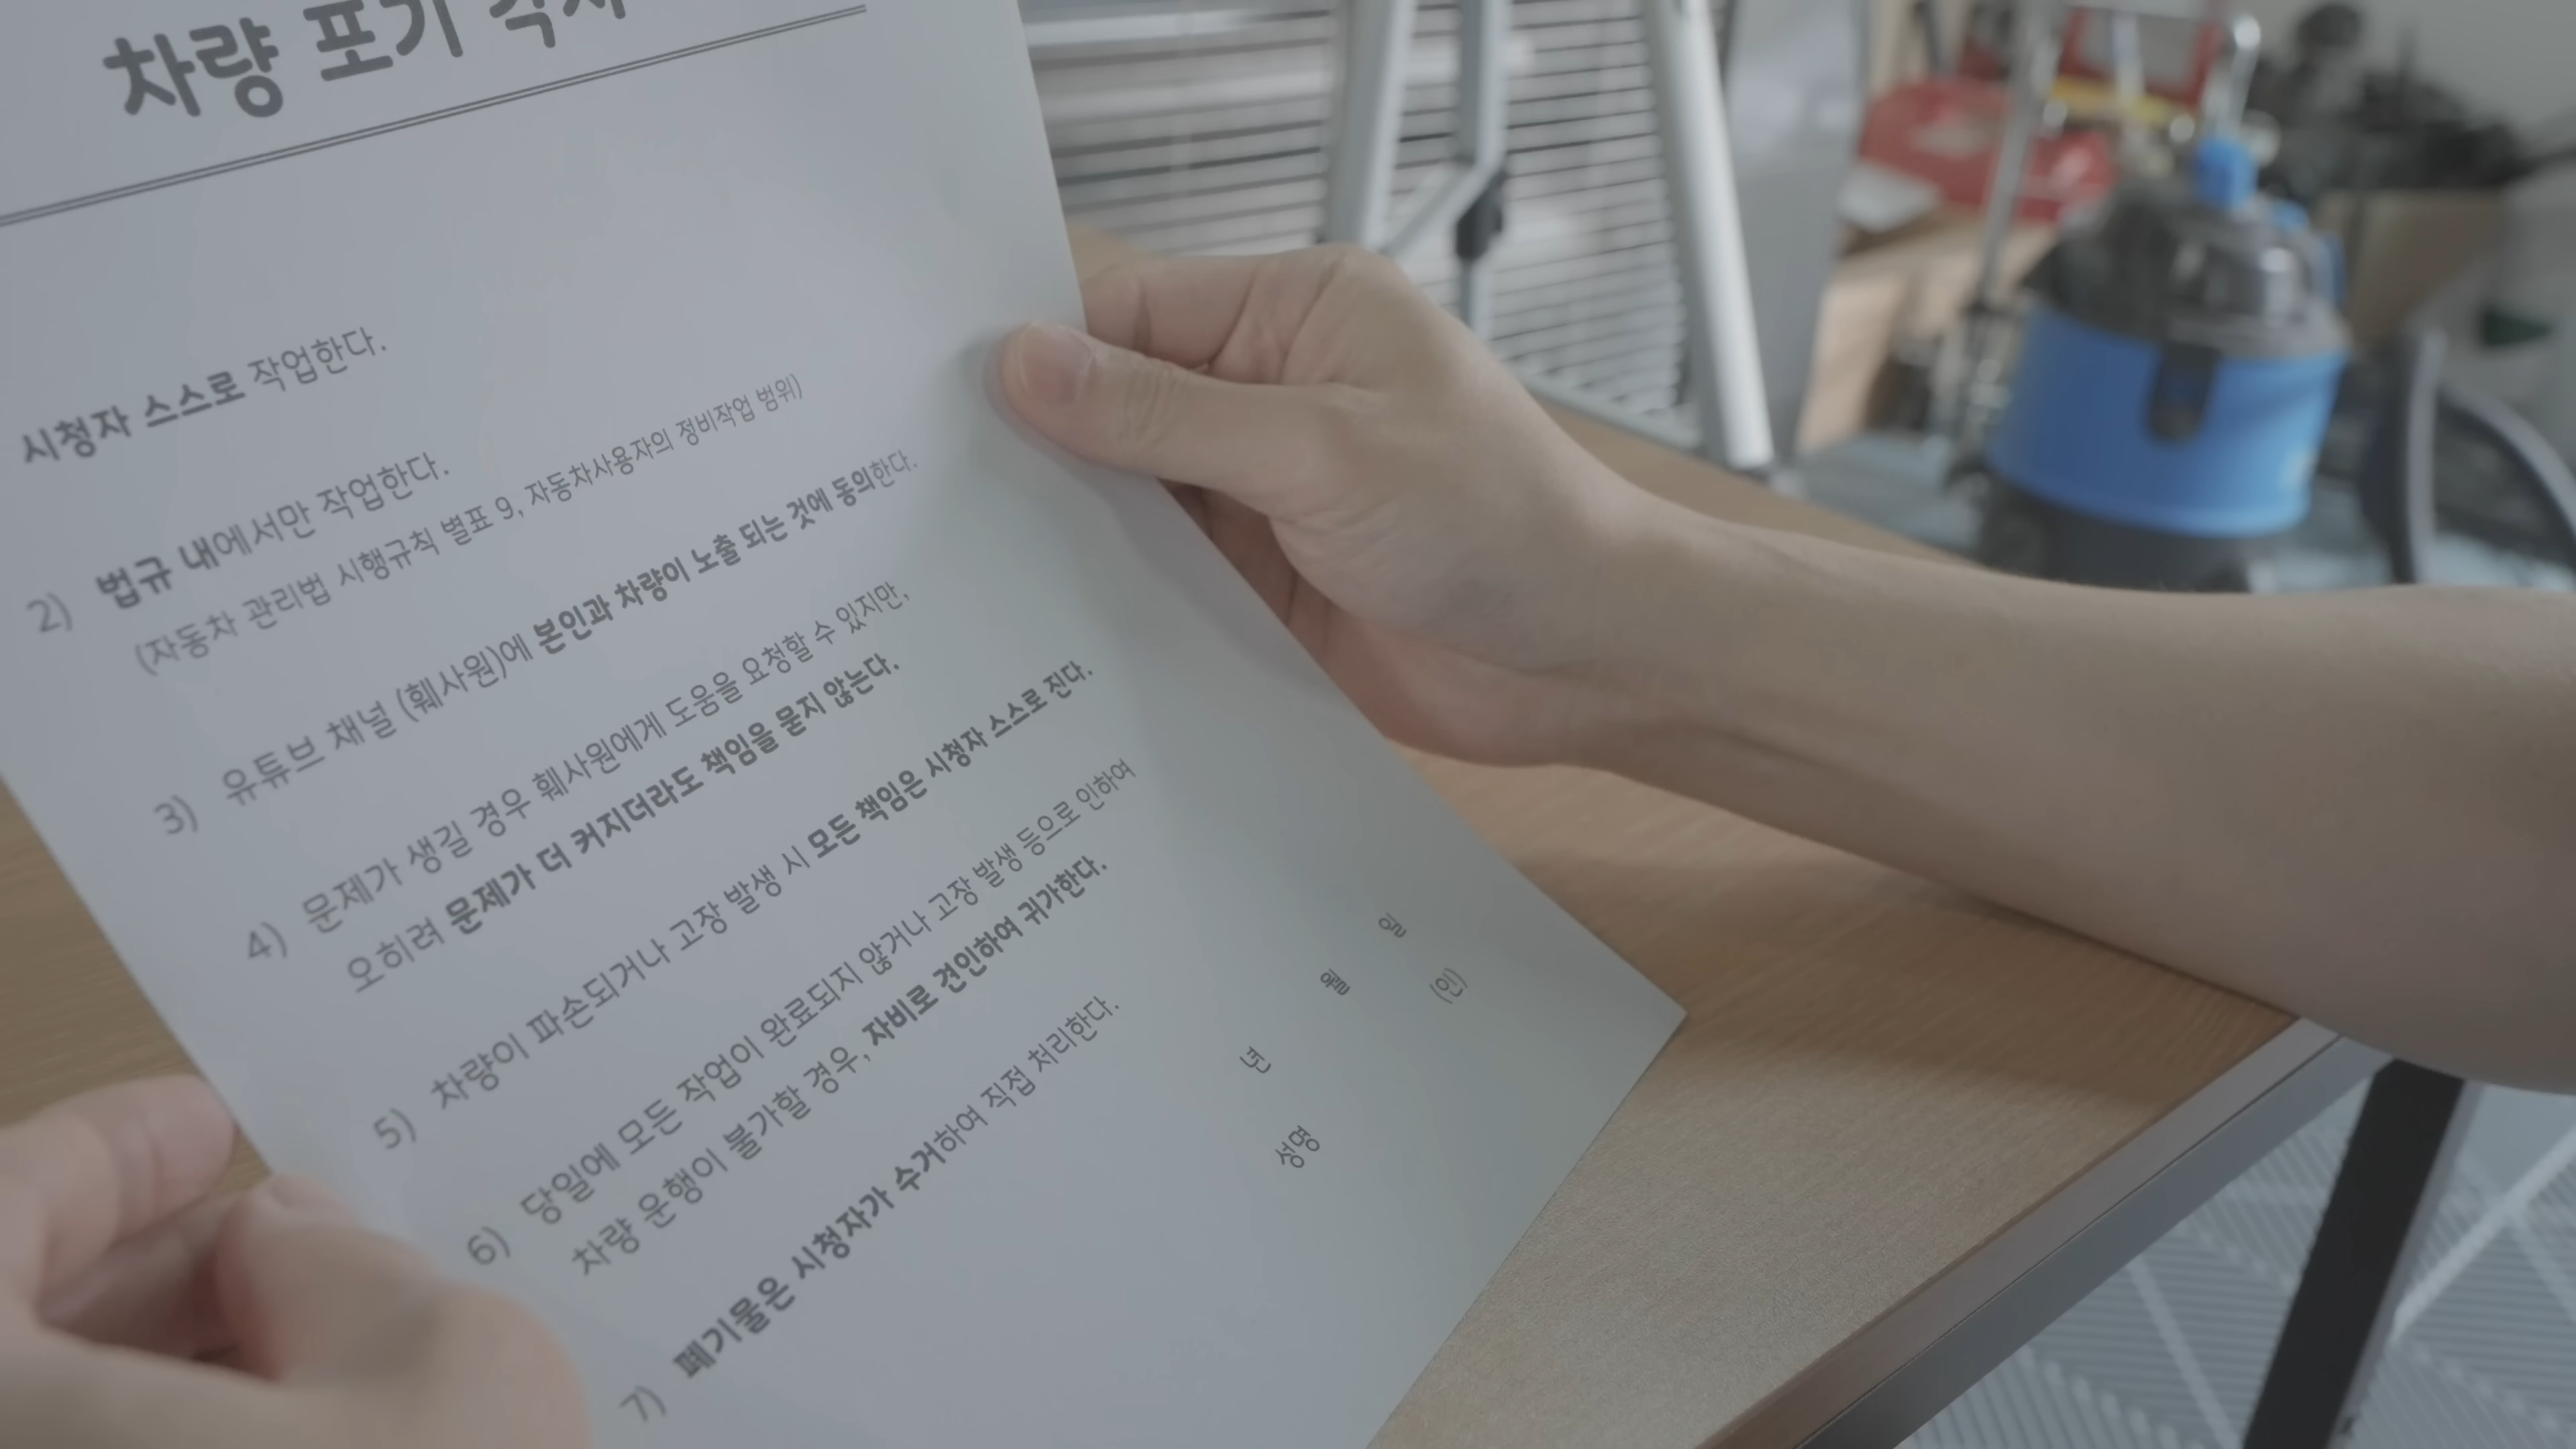 차량 포기 각서
시청자 스스로 작업한다.
2) 법규 내에서만 작업한다.
(자동차 관리법 시행규칙 별표 9, 자동차사용자의 정비작업 범위)
3) 유튜브 채널 (훼사원)에 본인과 차량이 노출 되는 것에 동의한다.
4) 문제가 생길 경우 훼사원에게 도움을 요청할 수 있지만,
오히려 문제가 더 커지더라도 책임을 묻지 않는다.
5) 차량이 파손되거나 고장 발생 시 모든 책임은 시청자 스스로 진다.
6) 당일에 모든 작업이 완료되지 않거나 고장 발생 등으로 인하여
차량 운행이 불가할 경우, 자비로 견인하여 귀가한다.
7) 폐기물은 시청자가 수거하여 직접 처리한다.
년 월 일
성명 (인)